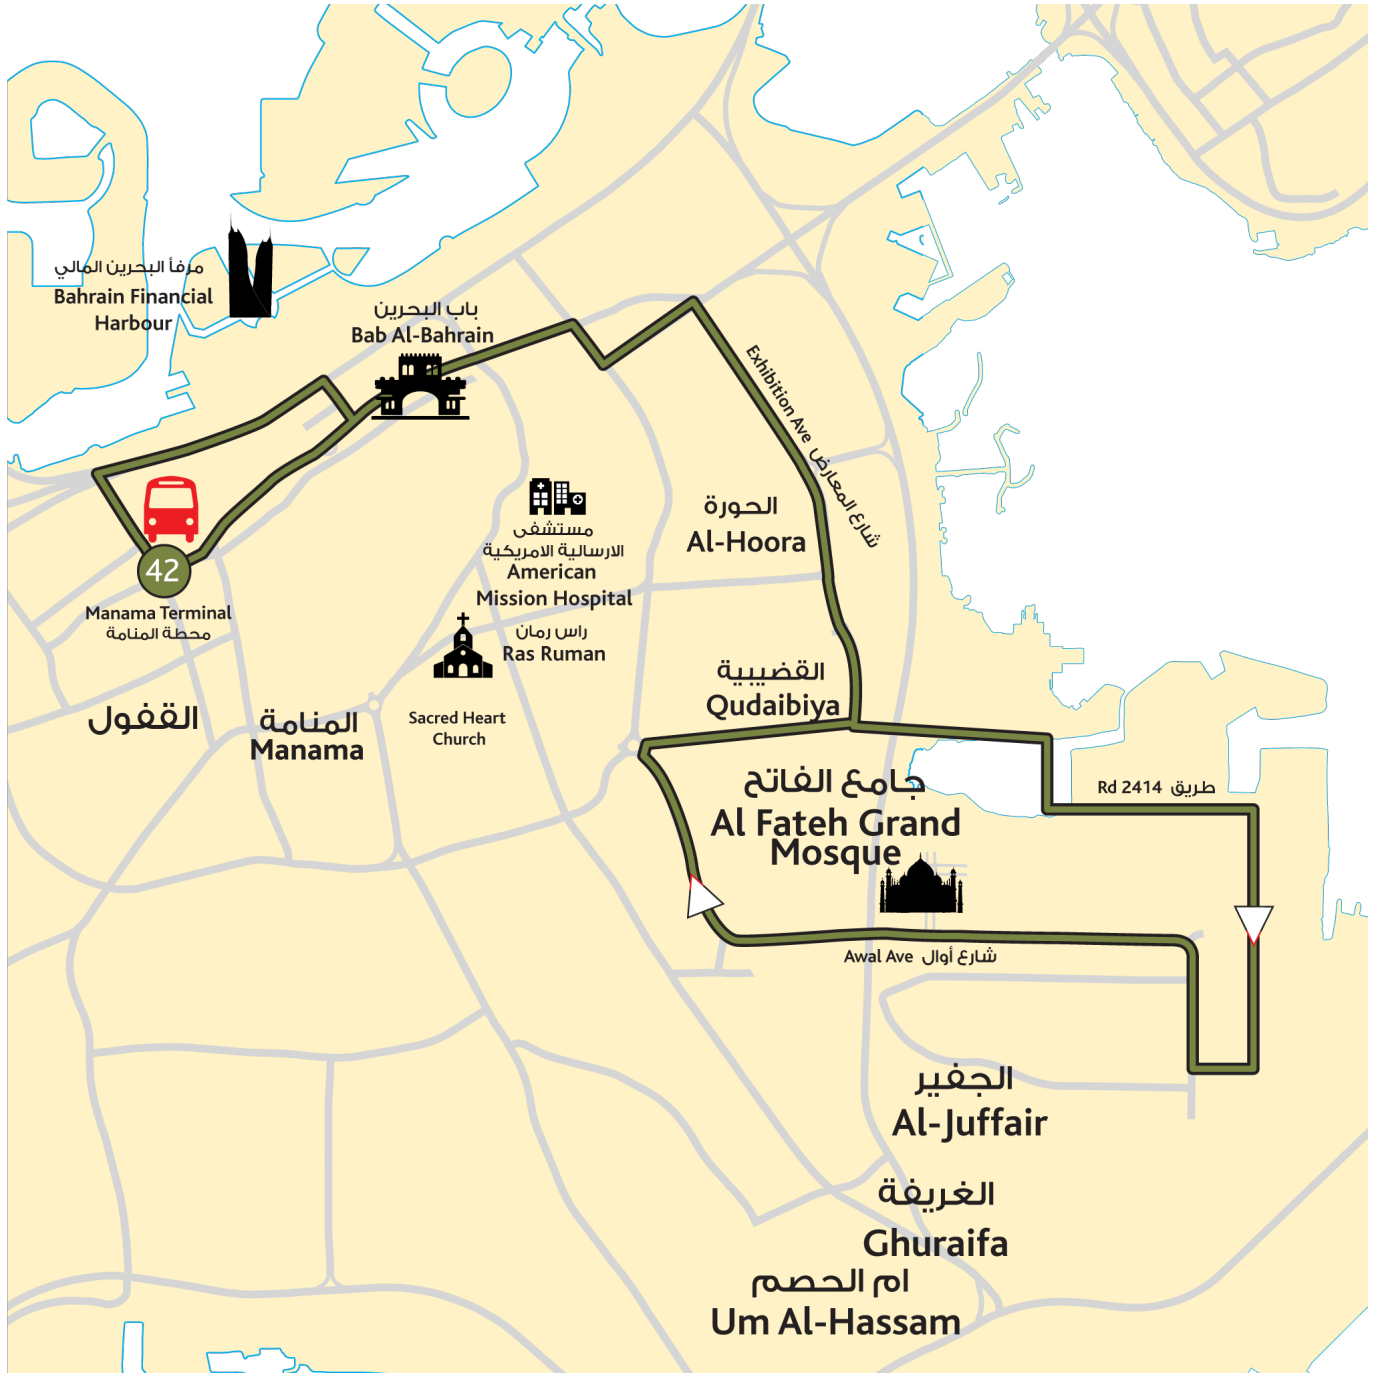 مرفأ البحرين المالي
Bahrain Financial
Harbour
باب البحرين
Bab Al-Bahrain
Exhibition Ave شارع المعارض
42
Manama Terminal
محطة المنامة
مستشفى
الارسالية الامريكية
American
Mission Hospital
راس رمان
Ras Ruman
الحورة
Al-Hoora
القضيبية
Qudaibiya
القفول
المنامة
Manama
Sacred Heart
Church
جامع الفاتح
Al Fateh Grand
Mosque
Rd 2414 طريق
Awal Ave شارع أوال
الجفير
Al-Juffair
الغريفة
Ghuraifa
ام الحصم
Um Al-Hassam